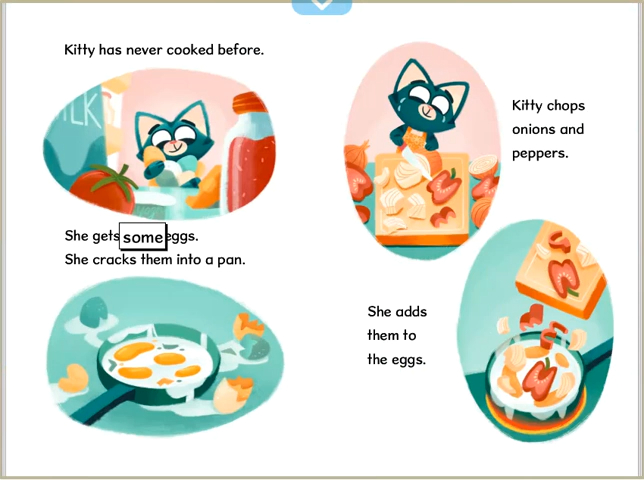 Kitty has never cooked before.
MILK
She gets some eggs.
She cracks them into a pan.
Kitty chops
onions and
peppers.
She adds
them to
the eggs.